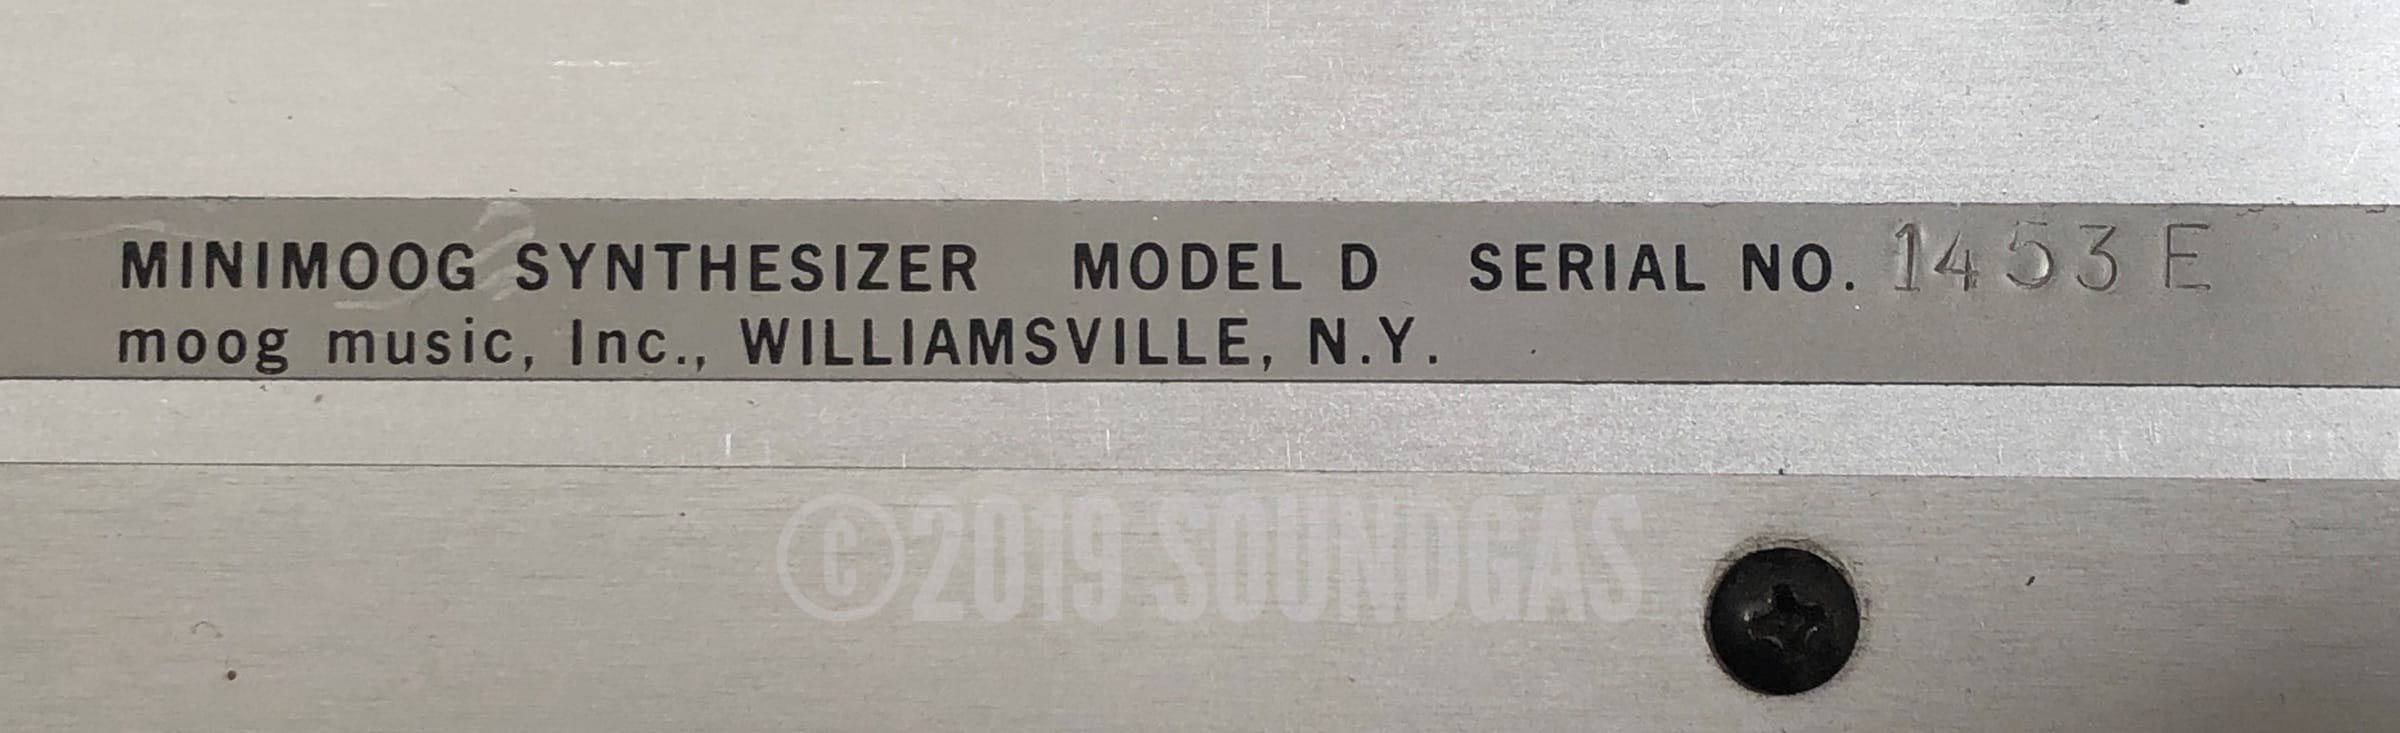 MINIMOOG SYNTHESIZER MODEL D SERIAL NO. 1453 E
moog music, Inc., WILLIAMSVILLE, N.Y.
©2019 SOUNDGAS